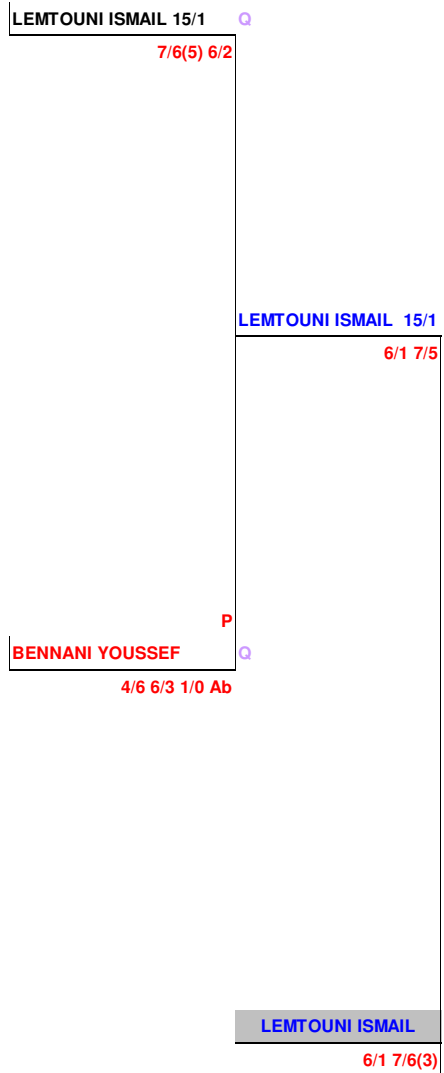 LEMTOUNI ISMAIL 15/1 Q
7/6(5) 6/2
LEMTOUNI ISMAIL 15/1
6/1 7/5
P
BENNANI YOUSSEF Q
4/6 6/3 1/0 Ab
LEMTOUNI ISMAIL
6/1 7/6(3)